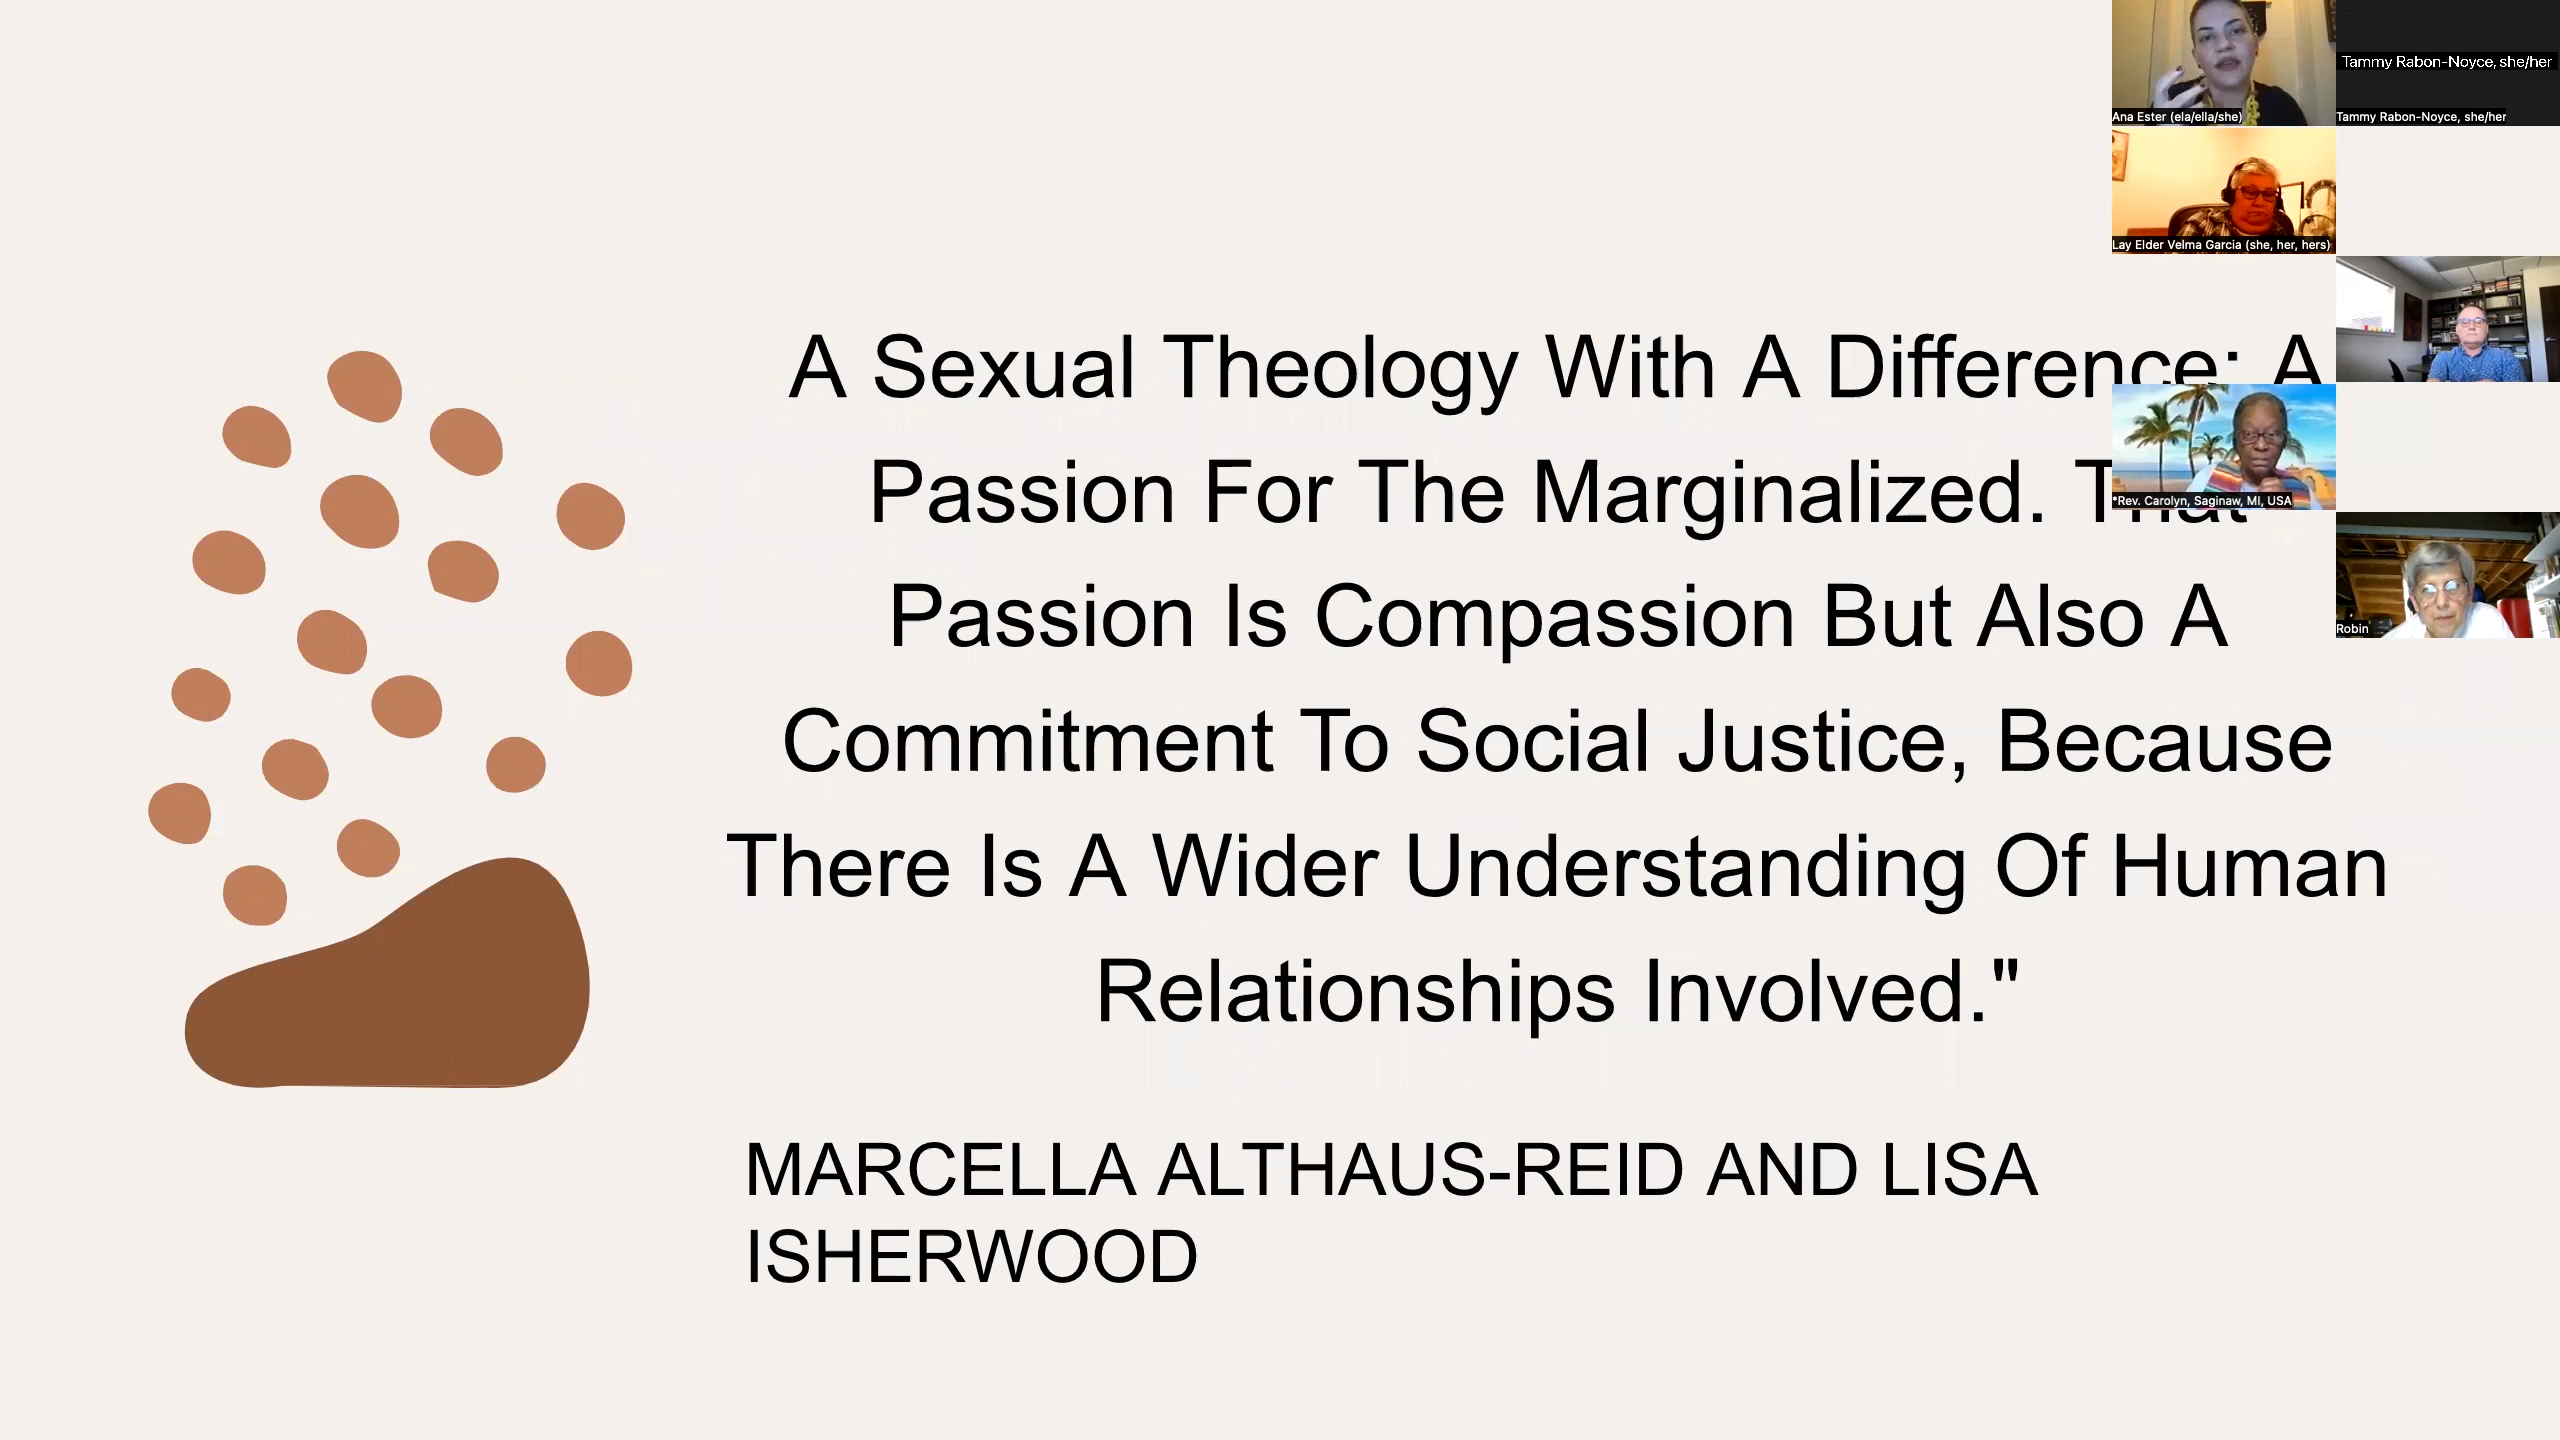 A Sexual Theology With A Difference: A
Passion For The Marginalized. That
Passion Is Compassion But Also A
Commitment To Social Justice, Because
There Is A Wider Understanding Of Human
Relationships Involved."
MARCELLA ALTHAUS-REID AND LISA
ISHERWOOD
Ana Ester (ela/ella/she)
Tammy Rabon-Noyce, she/her
Tammy Rabon-Noyce, she/her
Lay Elder Velma Garcia (she, her, hers)
*Rev. Carolyn, Saginaw, MI, USA
Robin